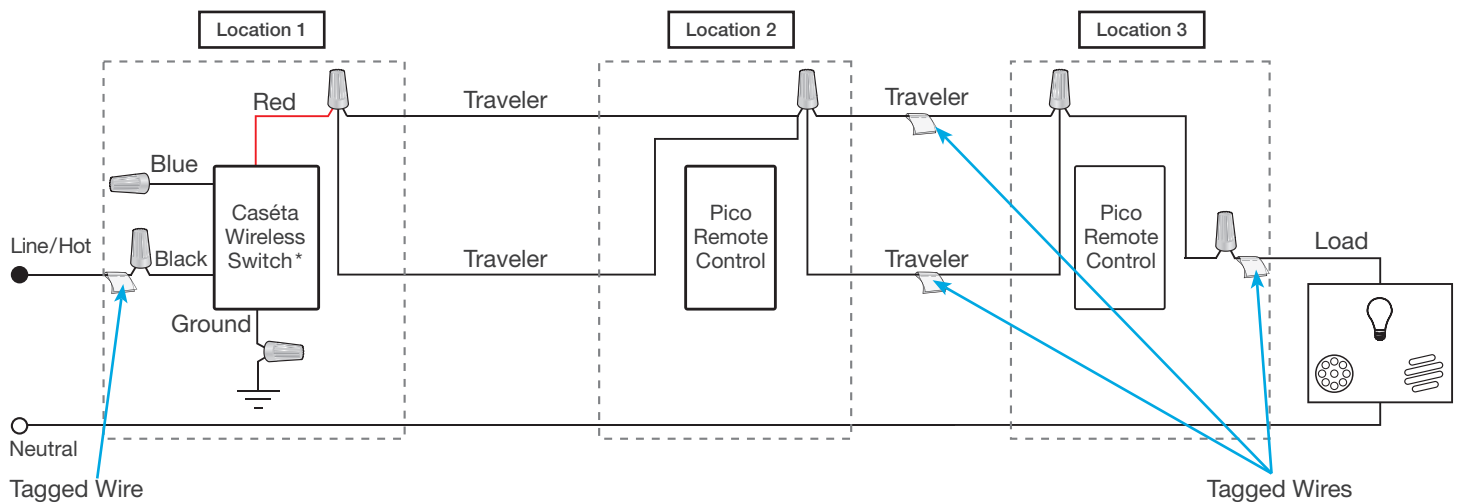 Location 1
Location 2
Location 3
Red
Traveler
Traveler
Blue
Caséta
Wireless
Switch*
Pico
Remote
Control
Pico
Remote
Control
Line/Hot
Black
Traveler
Traveler
Load
Ground
Neutral
Tagged Wire
Tagged Wires